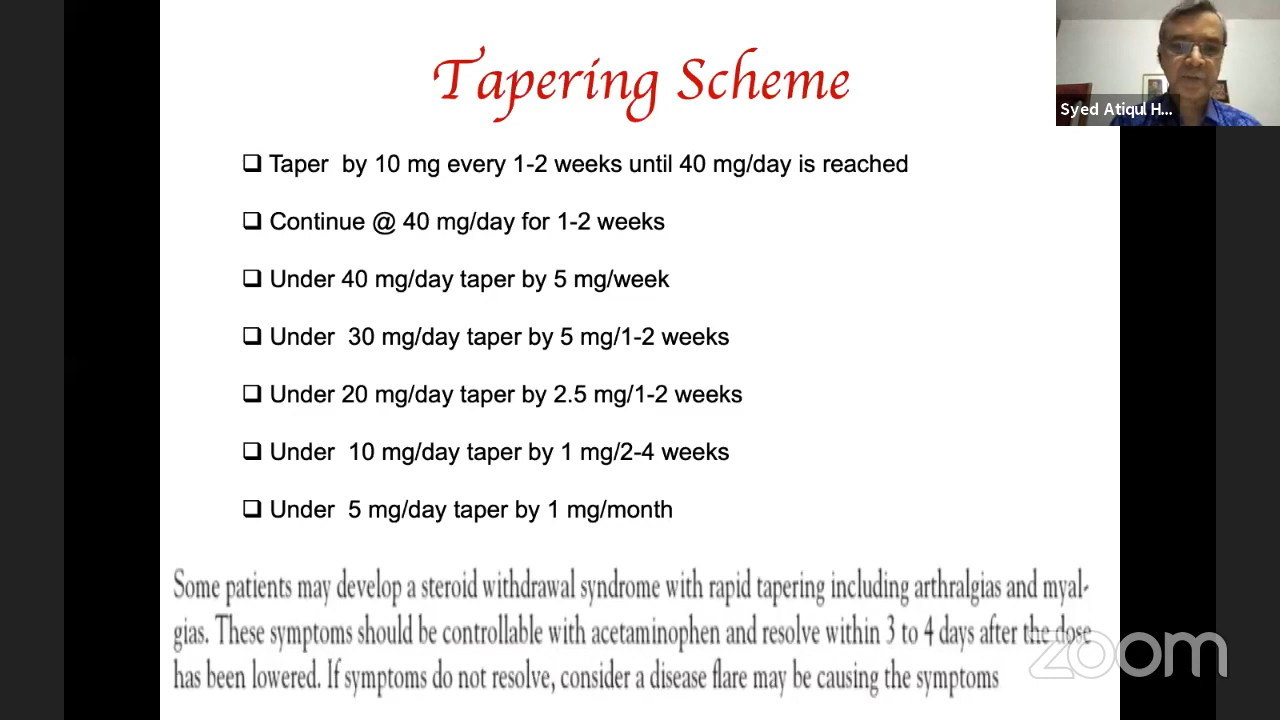 Tapering Scheme
Syed Atiqul H...
❑ Taper by 10 mg every 1-2 weeks until 40 mg/day is reached
❑ Continue @ 40 mg/day for 1-2 weeks
❑ Under 40 mg/day taper by 5 mg/week
❑ Under 30 mg/day taper by 5 mg/1-2 weeks
❑ Under 20 mg/day taper by 2.5 mg/1-2 weeks
❑ Under 10 mg/day taper by 1 mg/2-4 weeks
❑ Under 5 mg/day taper by 1 mg/month
Some patients may develop a steroid withdrawal syndrome with rapid tapering including arthralgias and myal-
gias. These symptoms should be controllable with acetaminophen and resolve within 3 to 4 days after the dose
has been lowered. If symptoms do not resolve, consider a disease flare may be causing the symptoms
zoom